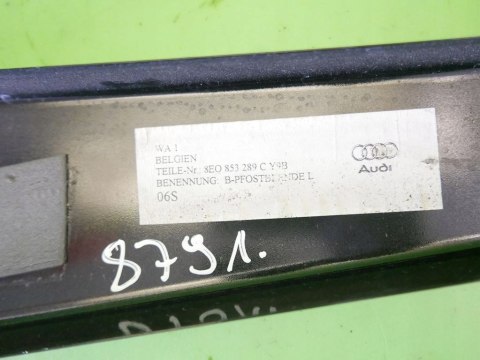 WA 1
BELGIEN
TEILE-Nr. 8E0 853 289 C Y9B
BENENNUNG: B-PFOSTBLENDE L
06S
Audi
8791.